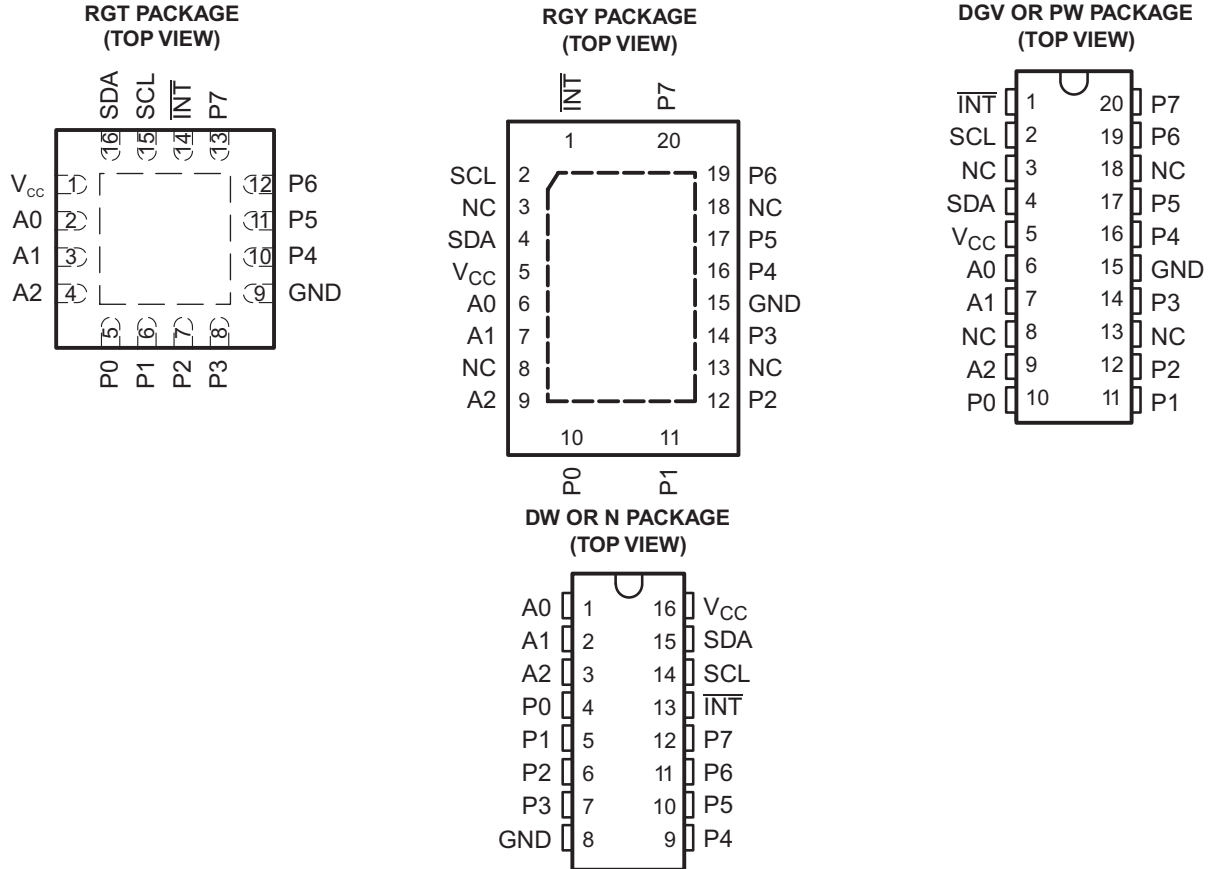 RGT PACKAGE
(TOP VIEW)
SDA SCL INT P7
16 15 14 13
VCC 1 12 P6
A0 2 11 P5
A1 3 10 P4
A2 4 9 GND
5 6 7 8
P0 P1 P2 P3
RGY PACKAGE
(TOP VIEW)
INT P7
1 20
SCL 2 19 P6
NC 3 18 NC
SDA 4 17 P5
VCC 5 16 P4
A0 6 15 GND
A1 7 14 P3
NC 8 13 NC
A2 9 12 P2
10 11
P0 P1
DGV OR PW PACKAGE
(TOP VIEW)
INT 1 20 P7
SCL 2 19 P6
NC 3 18 NC
SDA 4 17 P5
VCC 5 16 P4
A0 6 15 GND
A1 7 14 P3
NC 8 13 NC
A2 9 12 P2
P0 10 11 P1
DW OR N PACKAGE
(TOP VIEW)
A0 1 16 VCC
A1 2 15 SDA
A2 3 14 SCL
P0 4 13 INT
P1 5 12 P7
P2 6 11 P6
P3 7 10 P5
GND 8 9 P4